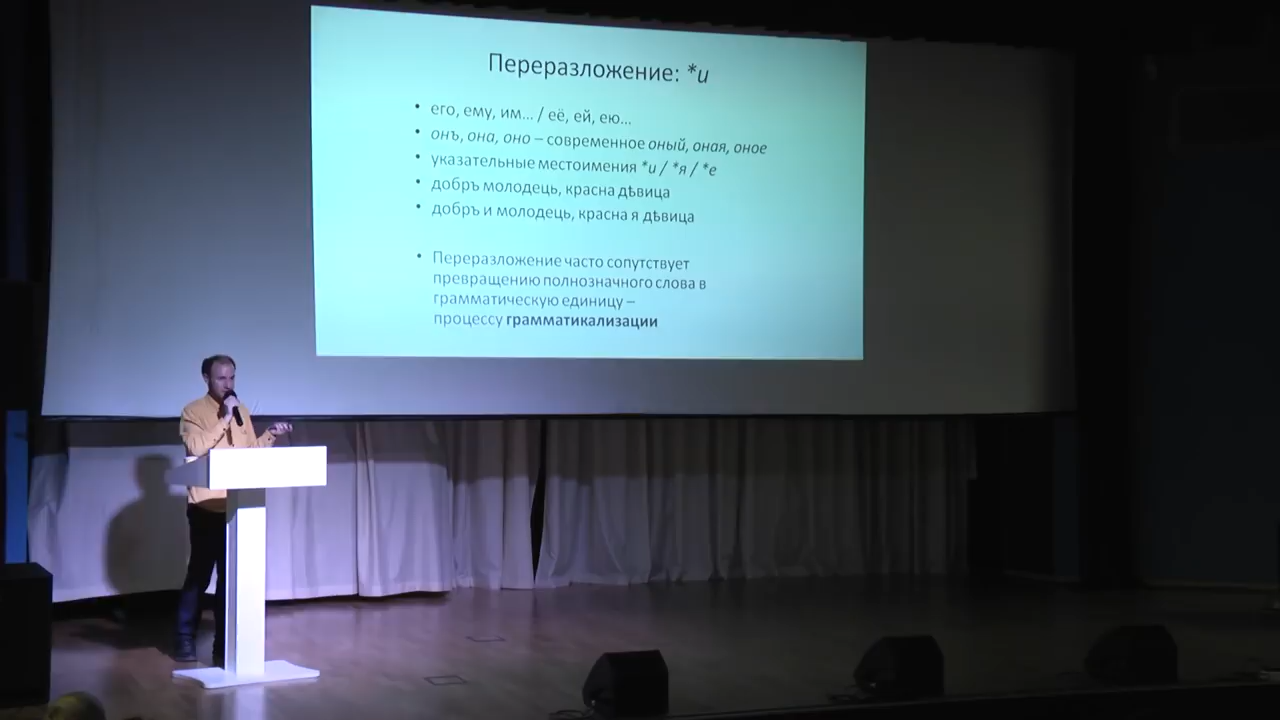 Переразложение: *и
• его, ему, им... / её, ей, ею...
• онъ, она, оно – современное оный, оная, оное
• указательные местоимения *и / *я / *е
• добръ молодець, красна дѣвица
• добръ и молодець, красна я дѣвица
• Переразложение часто сопутствует
превращению полнозначного слова в
грамматическую единицу –
процессу грамматикализации